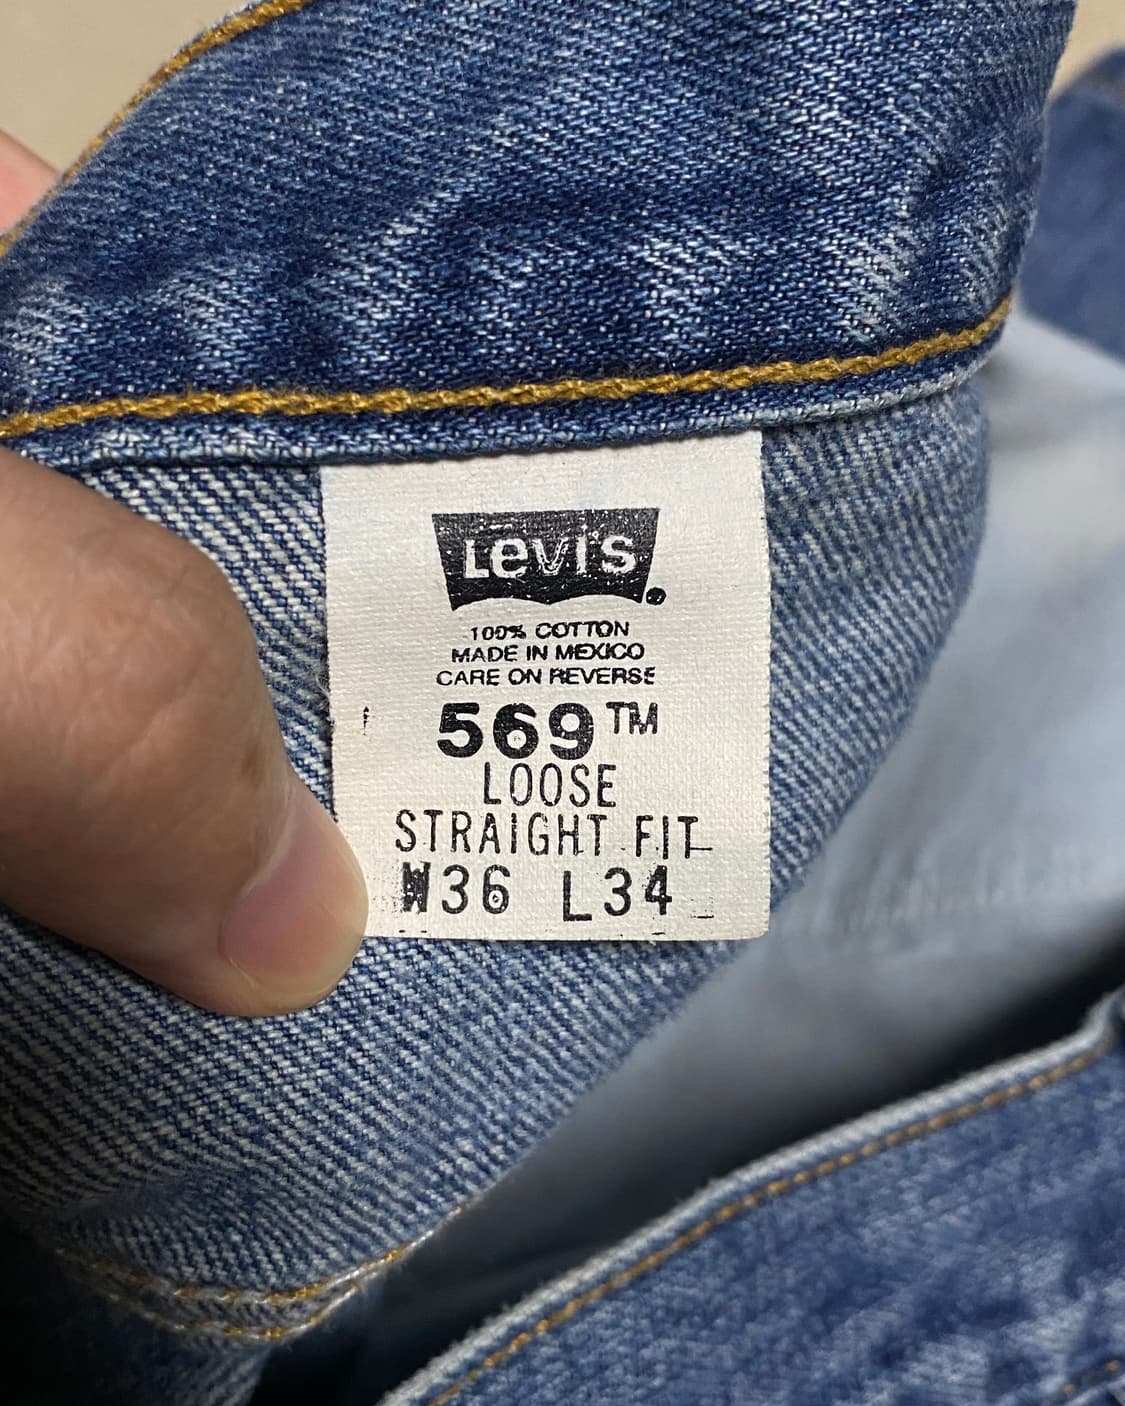 Levi's
100% COTTON
MADE IN MEXICO
CARE ON REVERSE
569™
LOOSE
STRAIGHT FIT
W36 L34